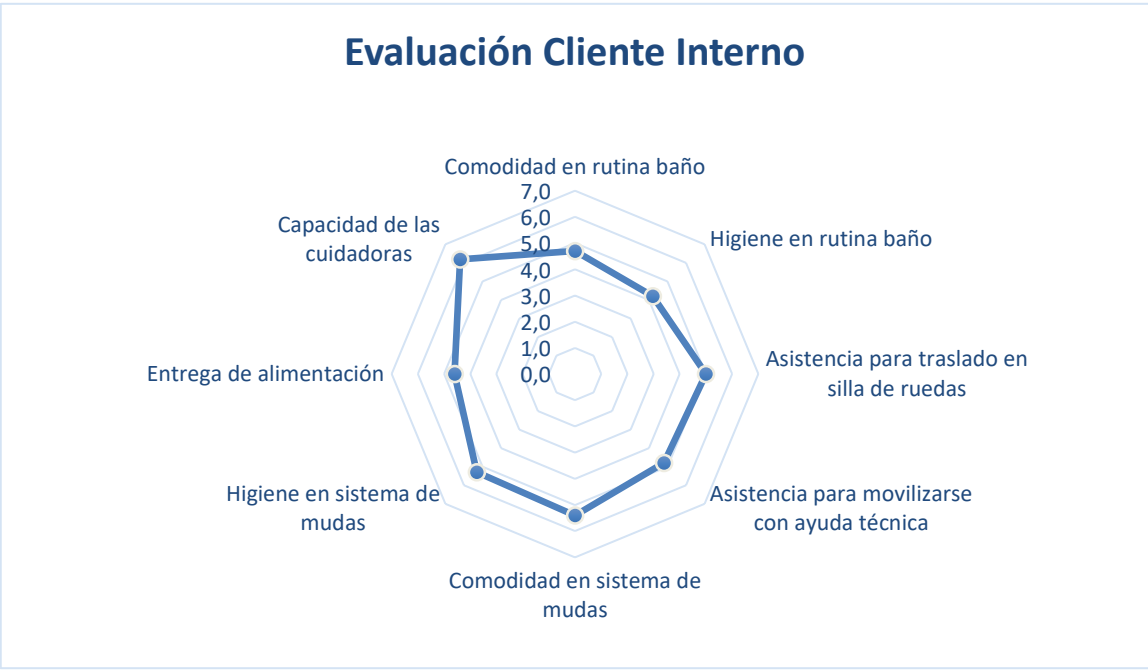 Evaluación Cliente Interno
Comodidad en rutina baño
7,0
6,0
5,0
4,0
3,0
2,0
1,0
0,0
Higiene en rutina baño
Asistencia para traslado en
silla de ruedas
Asistencia para movilizarse
con ayuda técnica
Comodidad en sistema de
mudas
Higiene en sistema de
mudas
Entrega de alimentación
Capacidad de las
cuidadoras